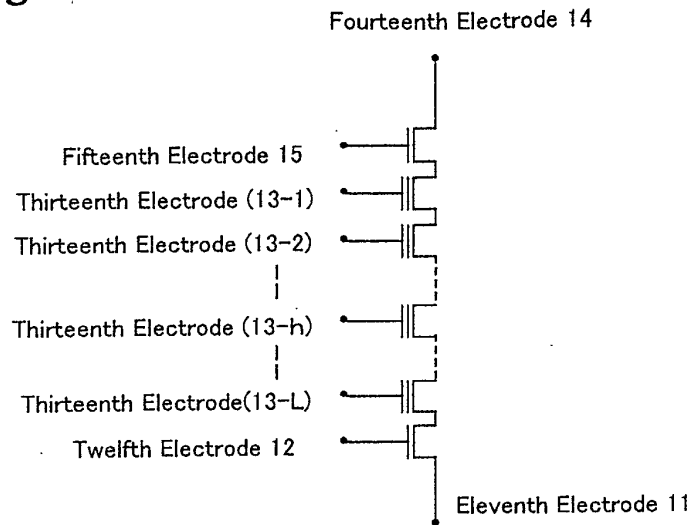 Fourteenth Electrode 14
Fifteenth Electrode 15
Thirteenth Electrode (13-1)
Thirteenth Electrode (13-2)
Thirteenth Electrode (13-h)
Thirteenth Electrode(13-L)
Twelfth Electrode 12
Eleventh Electrode 11